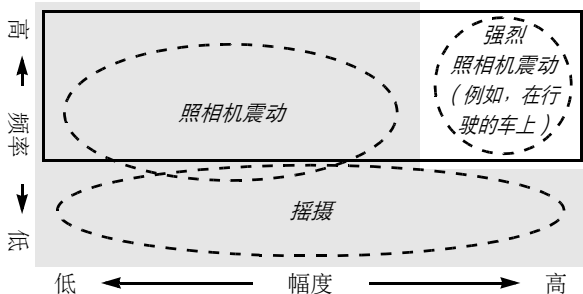 高
强烈
照相机震动
（例如，在行
驶的车上）
照相机震动
频率
摇摄
低
低
幅度
高